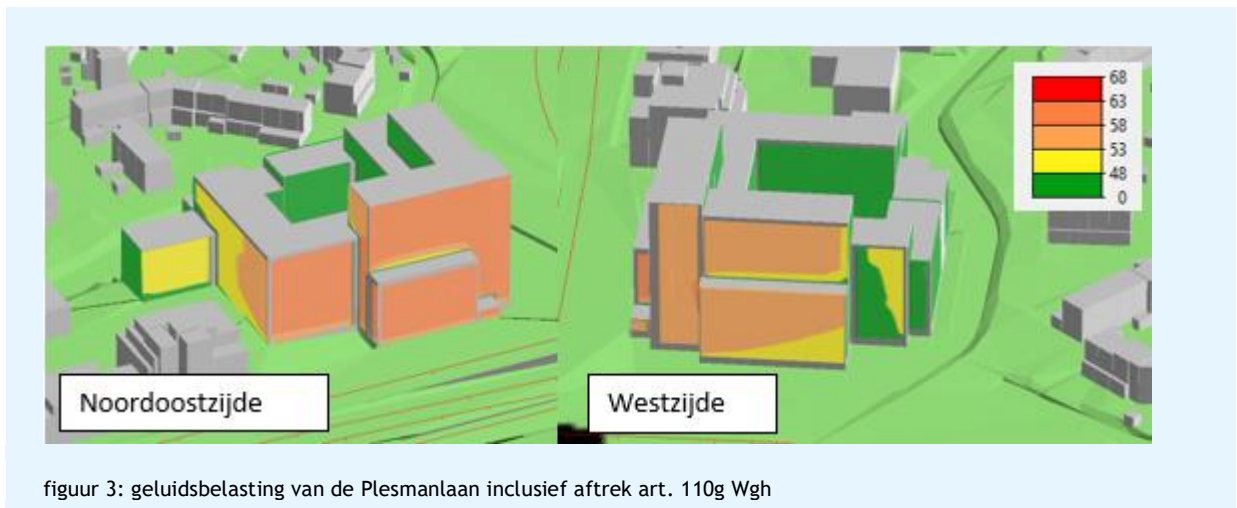 68
63
58
53
48
0
Noordoostzijde
Westzijde
figuur 3: geluidsbelasting van de Plesmanlaan inclusief aftrek art. 110g Wgh